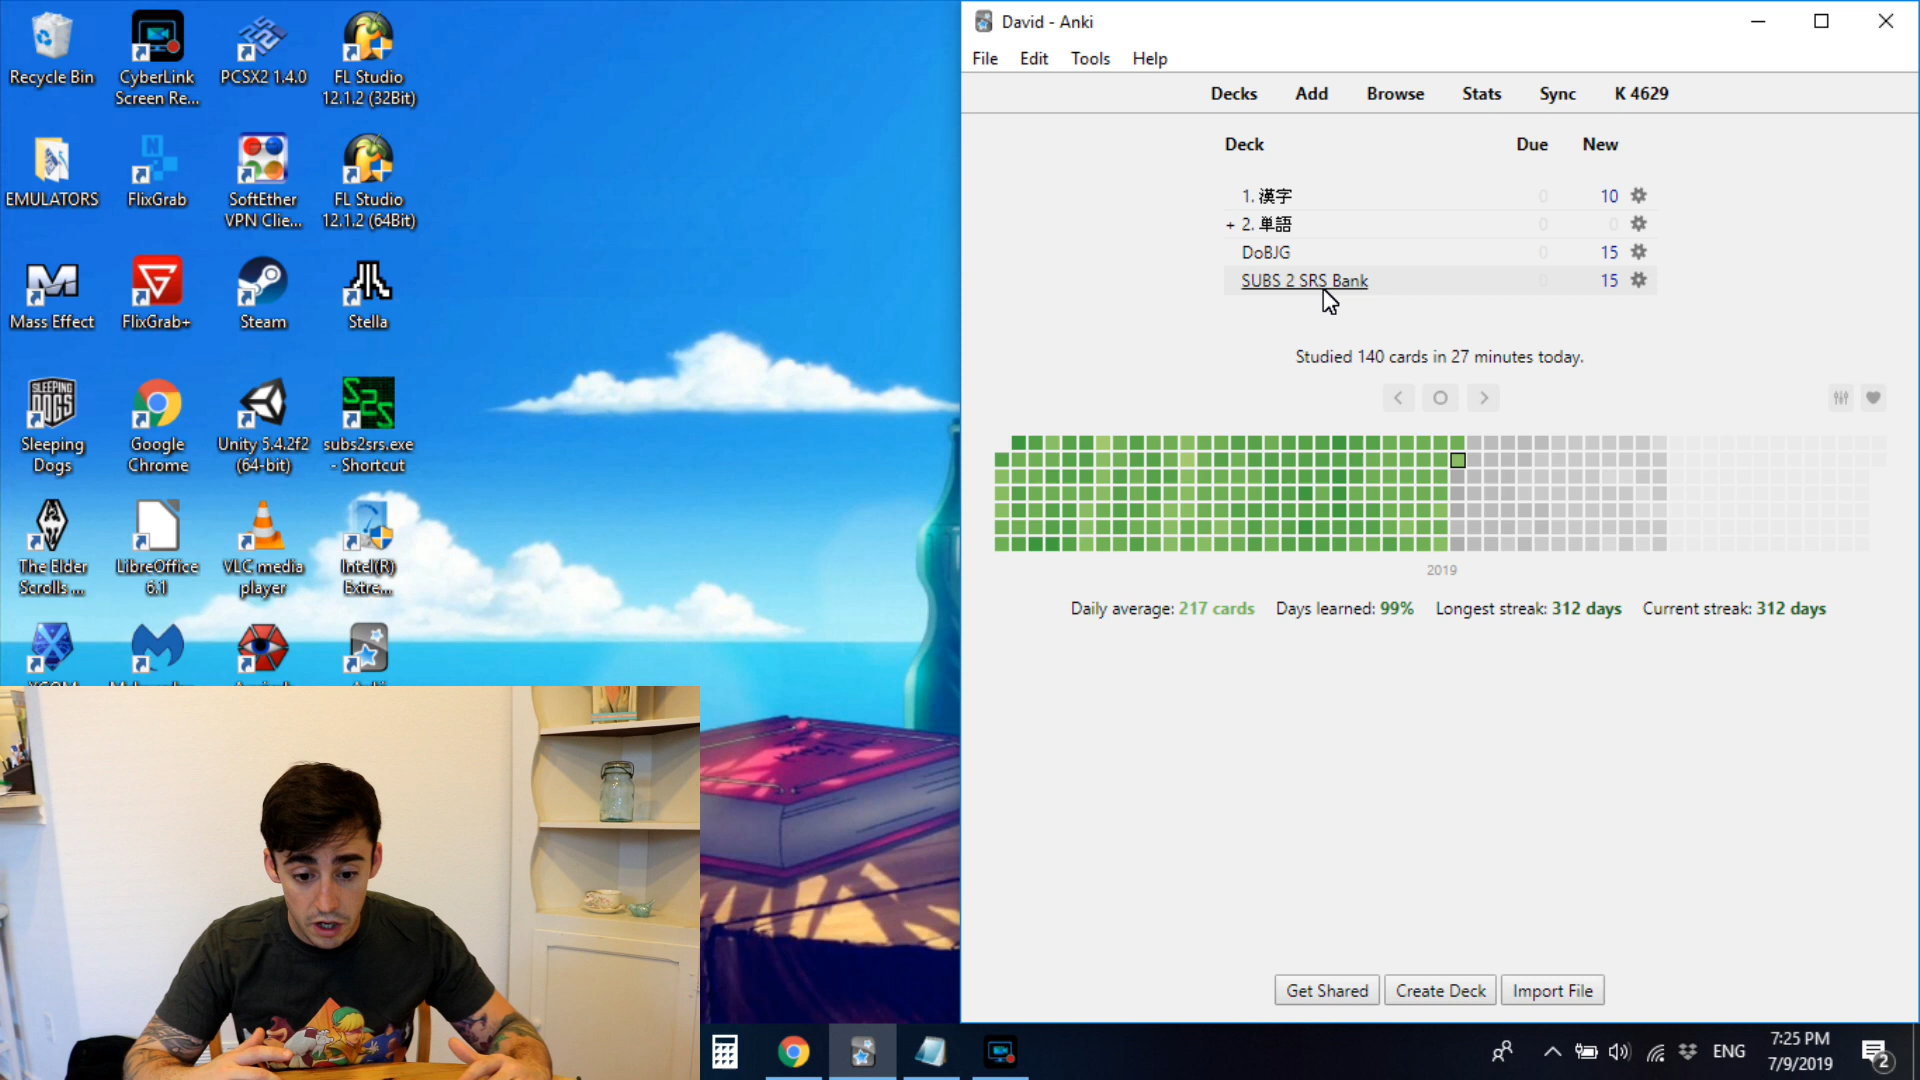 Recycle Bin
CyberLink
Screen Re...
PCSX2 1.4.0
FL Studio
12.1.2 (32Bit)
EMULATORS
FlixGrab
SoftEther
VPN Clie...
FL Studio
12.1.2 (64Bit)
Mass Effect
FlixGrab+
Steam
Stella
SLEEPING
DOGS
Sleeping
Dogs
Google
Chrome
Unity 5.4.2f2
(64-bit)
subs2srs.exe
- Shortcut
The Elder
Scrolls ...
LibreOffice
6.1
VLC media
player
Intel(R)
Extre...
David - Anki
File Edit Tools Help
Decks Add Browse Stats Sync K 4629
Deck Due New
1. 漢字 0 10
+ 2. 単語 0 0
DoBJG 0 15
SUBS 2 SRS Bank 0 15
Studied 140 cards in 27 minutes today.
2019
Daily average: 217 cards Days learned: 99% Longest streak: 312 days Current streak: 312 days
Get Shared Create Deck Import File
ENG
7:25 PM
7/9/2019
2